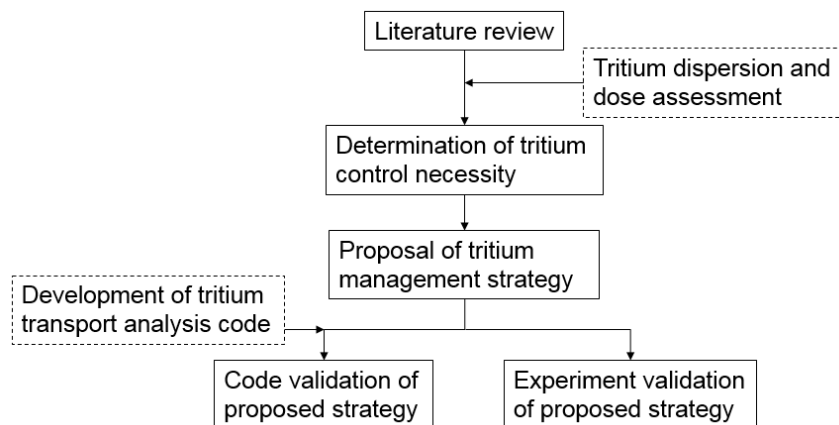 Literature review
Tritium dispersion and
dose assessment
Determination of tritium
control necessity
Proposal of tritium
management strategy
Development of tritium
transport analysis code
Code validation of
proposed strategy
Experiment validation
of proposed strategy